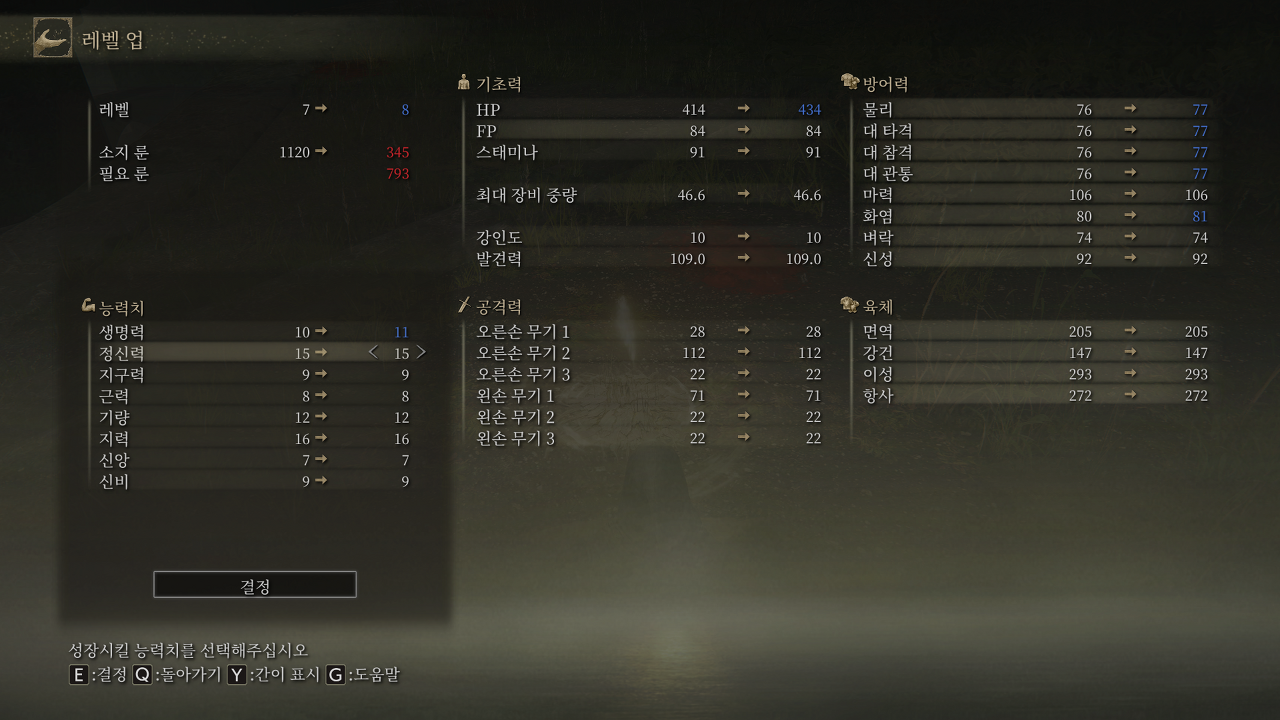 레벨 업
레벨 7 → 8
소지 룬 1120 → 345
필요 룬 793
능력치
생명력 10 → 11
정신력 15 → < 15 >
지구력 9 → 9
근력 8 → 8
기량 12 → 12
지력 16 → 16
신앙 7 → 7
신비 9 → 9
결정
기초력
HP 414 → 434
FP 84 → 84
스태미나 91 → 91
최대 장비 중량 46.6 → 46.6
강인도 10 → 10
발견력 109.0 → 109.0
공격력
오른손 무기 1 28 → 28
오른손 무기 2 112 → 112
오른손 무기 3 22 → 22
왼손 무기 1 71 → 71
왼손 무기 2 22 → 22
왼손 무기 3 22 → 22
방어력
물리 76 → 77
대 타격 76 → 77
대 참격 76 → 77
대 관통 76 → 77
마력 106 → 106
화염 80 → 81
벼락 74 → 74
신성 92 → 92
육체
면역 205 → 205
강건 147 → 147
이성 293 → 293
항사 272 → 272
성장시킬 능력치를 선택해주십시오
E:결정 Q:돌아가기 Y:간이 표시 G:도움말